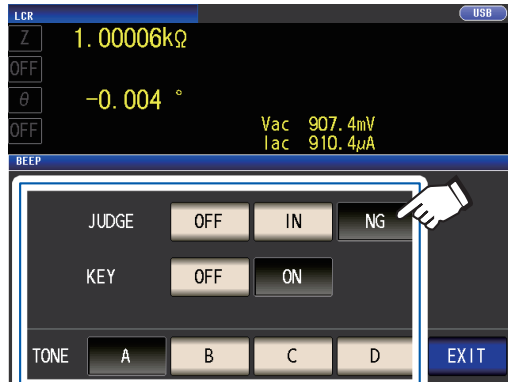 LCR USB
Z 1.00006kΩ
OFF
θ -0.004 °
OFF
Vac 907.4mV
Iac 910.4μA
BEEP
JUDGE OFF IN NG
KEY OFF ON
TONE A B C D EXIT